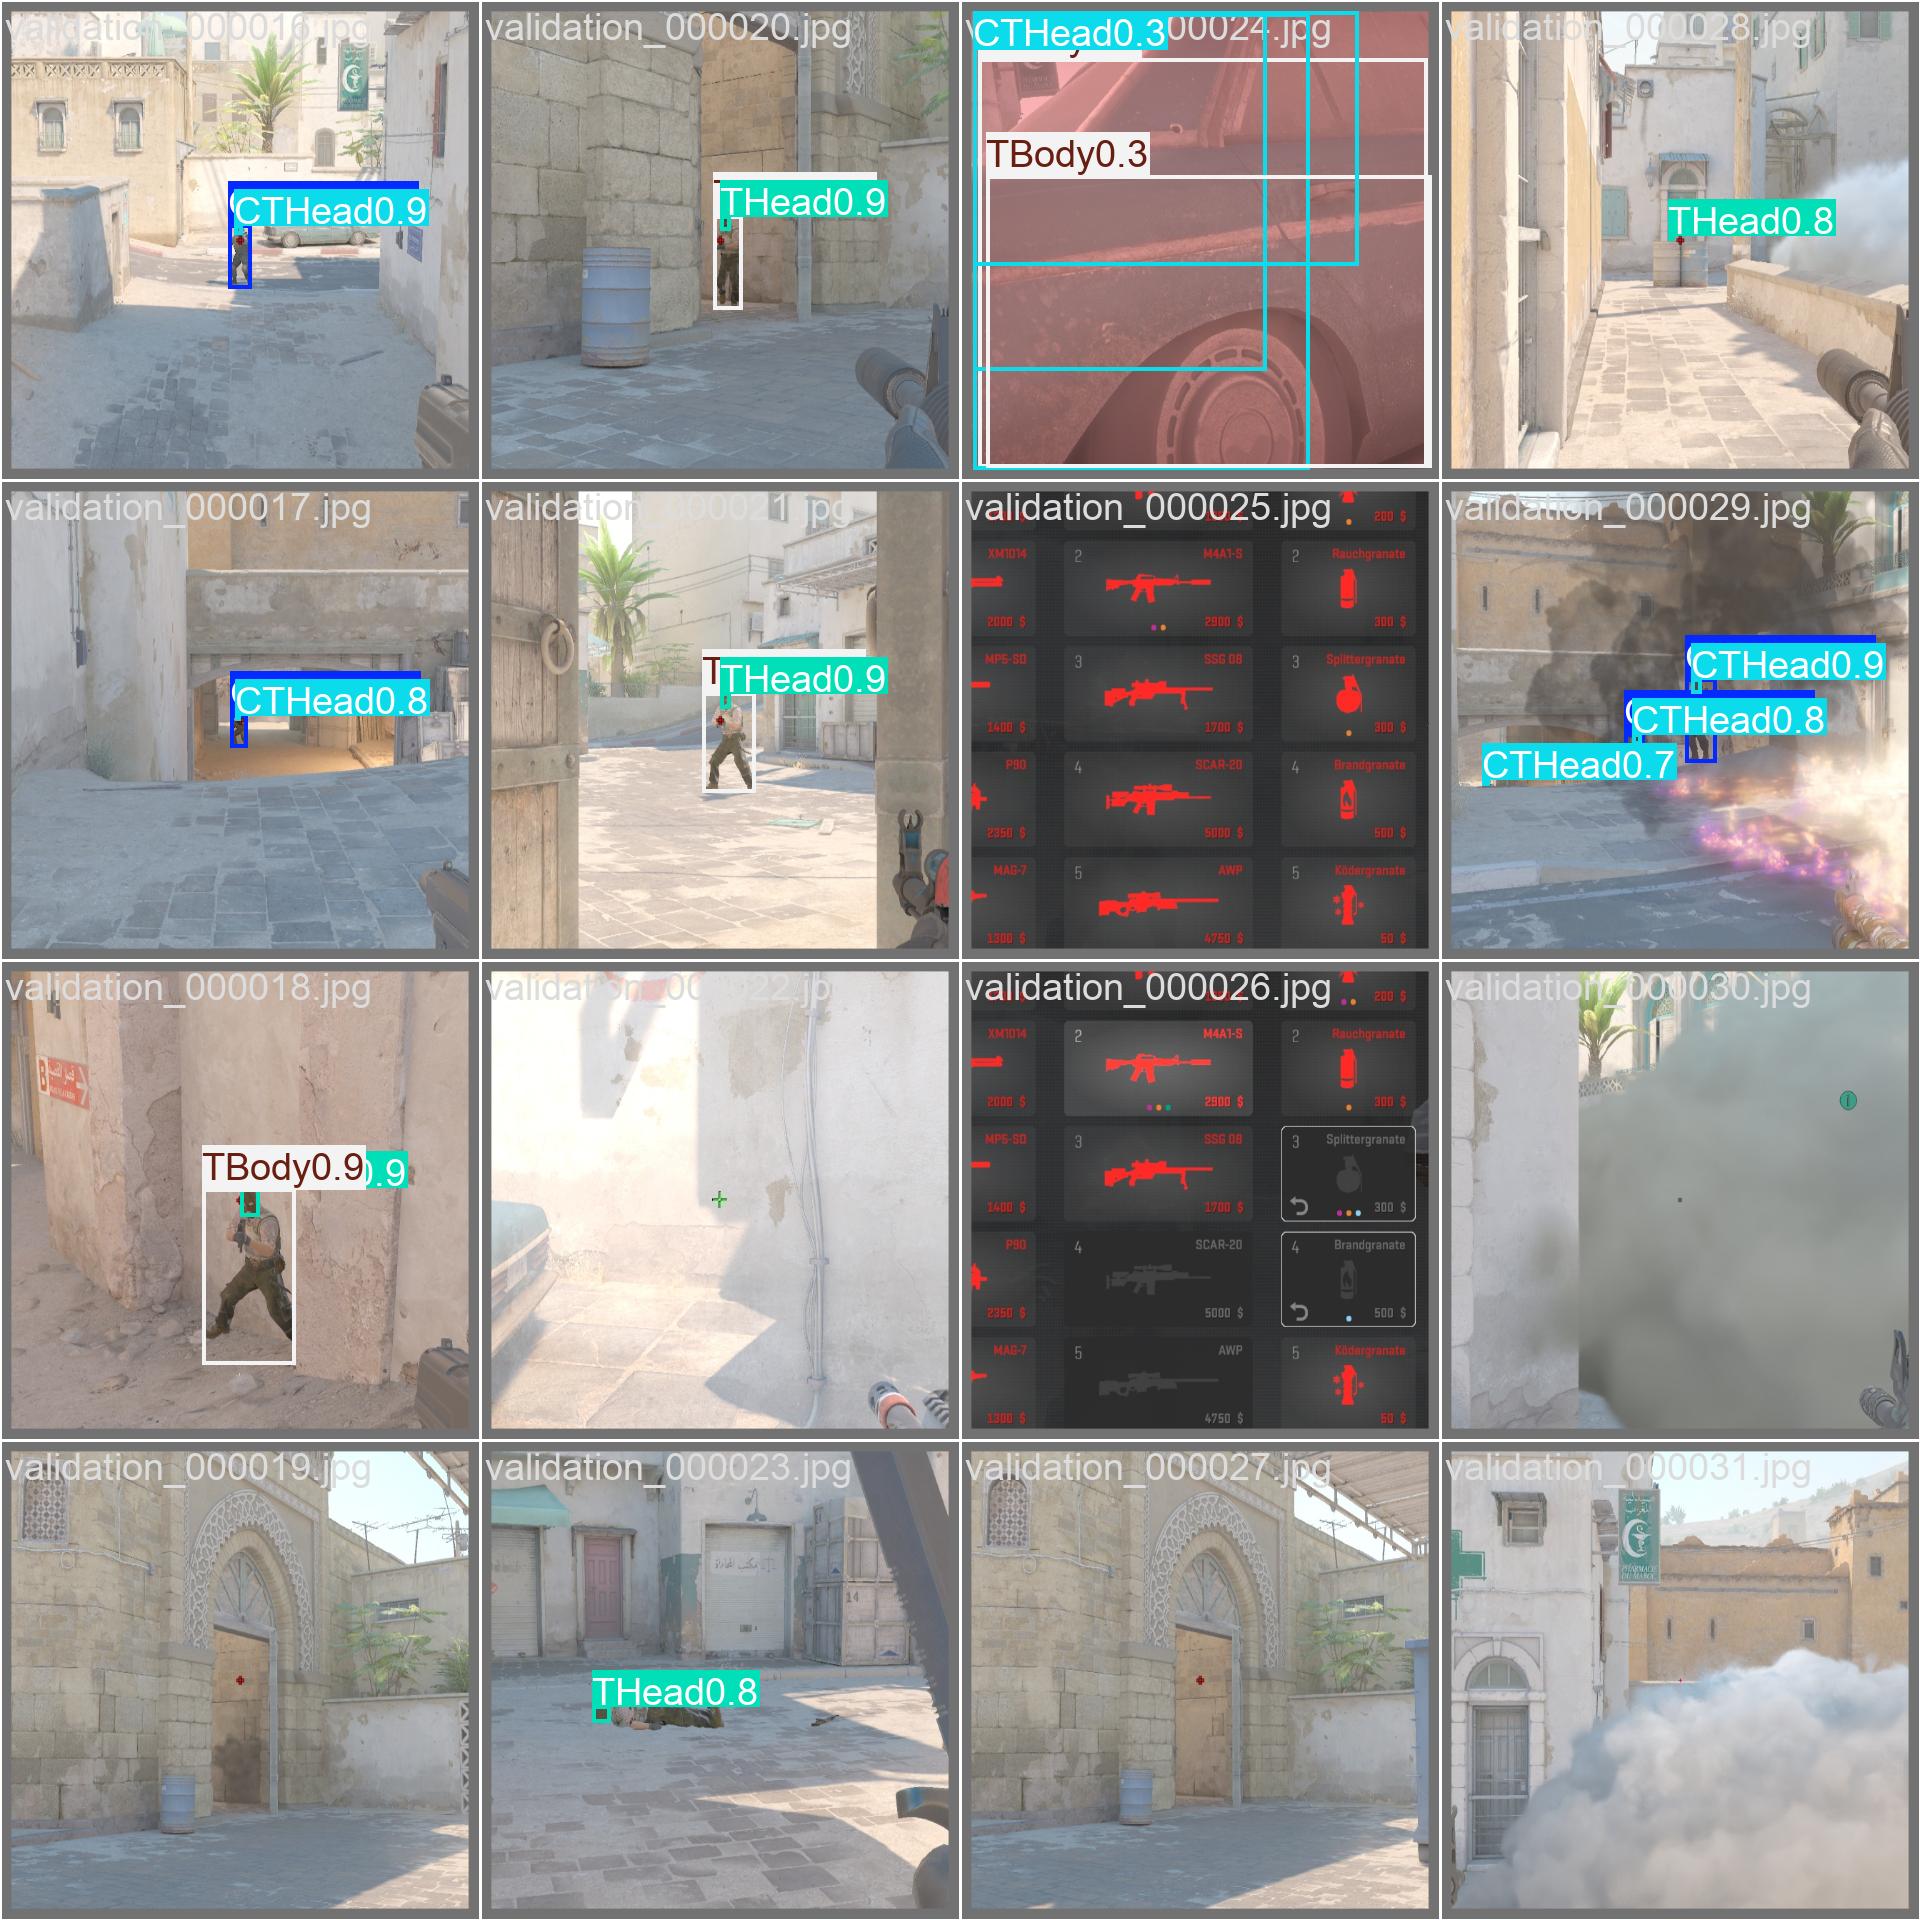 validation_000016.jpg
CTHead0.9
validation_000020.jpg
THead0.9
00024.jpg
CTHead0.3
TBody0.3
validation_000028.jpg
THead0.8
validation_000017.jpg
CTHead0.8
validation_000021.jpg
THead0.9
validation_000025.jpg
200 $
XM1014
2 M4A1-S
2 Rauchgranate
2000 $
2900 $
300 $
MP5-SD
3 SSG 08
3 Splittergranate
1400 $
1700 $
300 $
P90
4 SCAR-20
4 Brandgranate
2350 $
5000 $
500 $
MAG-7
5 AWP
5 Ködergranate
1300 $
4750 $
50 $
validation_000029.jpg
CTHead0.9
CTHead0.8
CTHead0.7
validation_000018.jpg
B
TBody0.9
0.9
validation_000026.jpg
200 $
XM1014
2 M4A1-S
2 Rauchgranate
2000 $
2900 $
300 $
MP5-SD
3 SSG 08
3 Splittergranate
1400 $
1700 $
300 $
P90
4 SCAR-20
4 Brandgranate
2350 $
5000 $
500 $
MAG-7
5 AWP
5 Ködergranate
1300 $
4750 $
50 $
validation_000030.jpg
validation_000019.jpg
validation_000023.jpg
14
THead0.8
validation_000027.jpg
validation_000031.jpg
PHARMACIE
DU MAROC